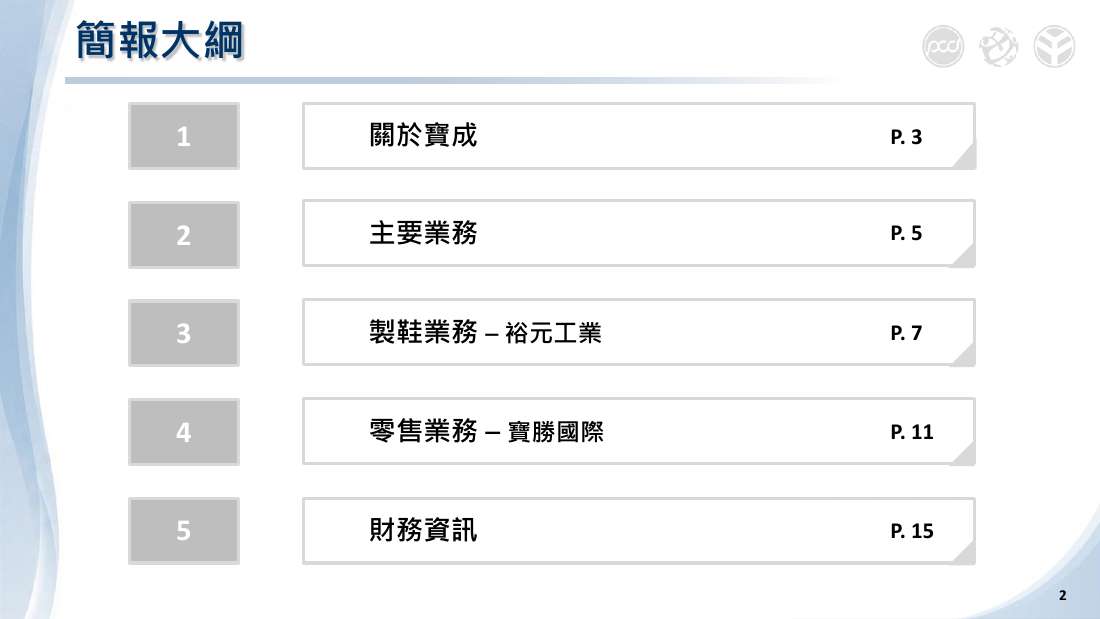 簡報大綱
pcd
1 關於寶成 P. 3
2 主要業務 P. 5
3 製鞋業務 – 裕元工業 P. 7
4 零售業務 – 寶勝國際 P. 11
5 財務資訊 P. 15
2